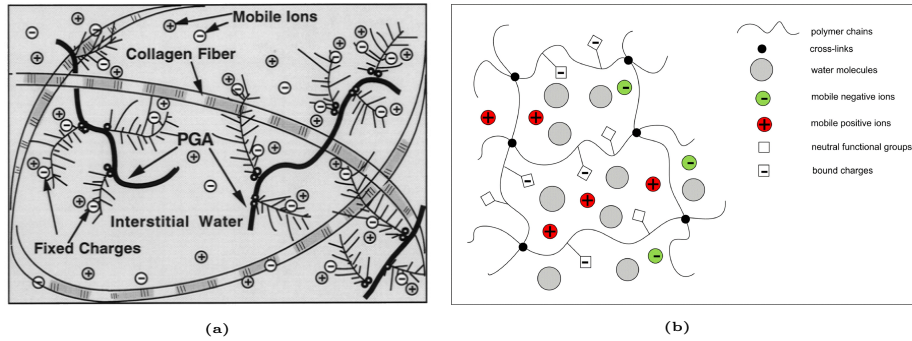 Mobile Ions
Collagen Fiber
PGA
Interstitial Water
Fixed Charges
(a)
polymer chains
cross-links
water molecules
mobile negative ions
mobile positive ions
neutral functional groups
bound charges
(b)